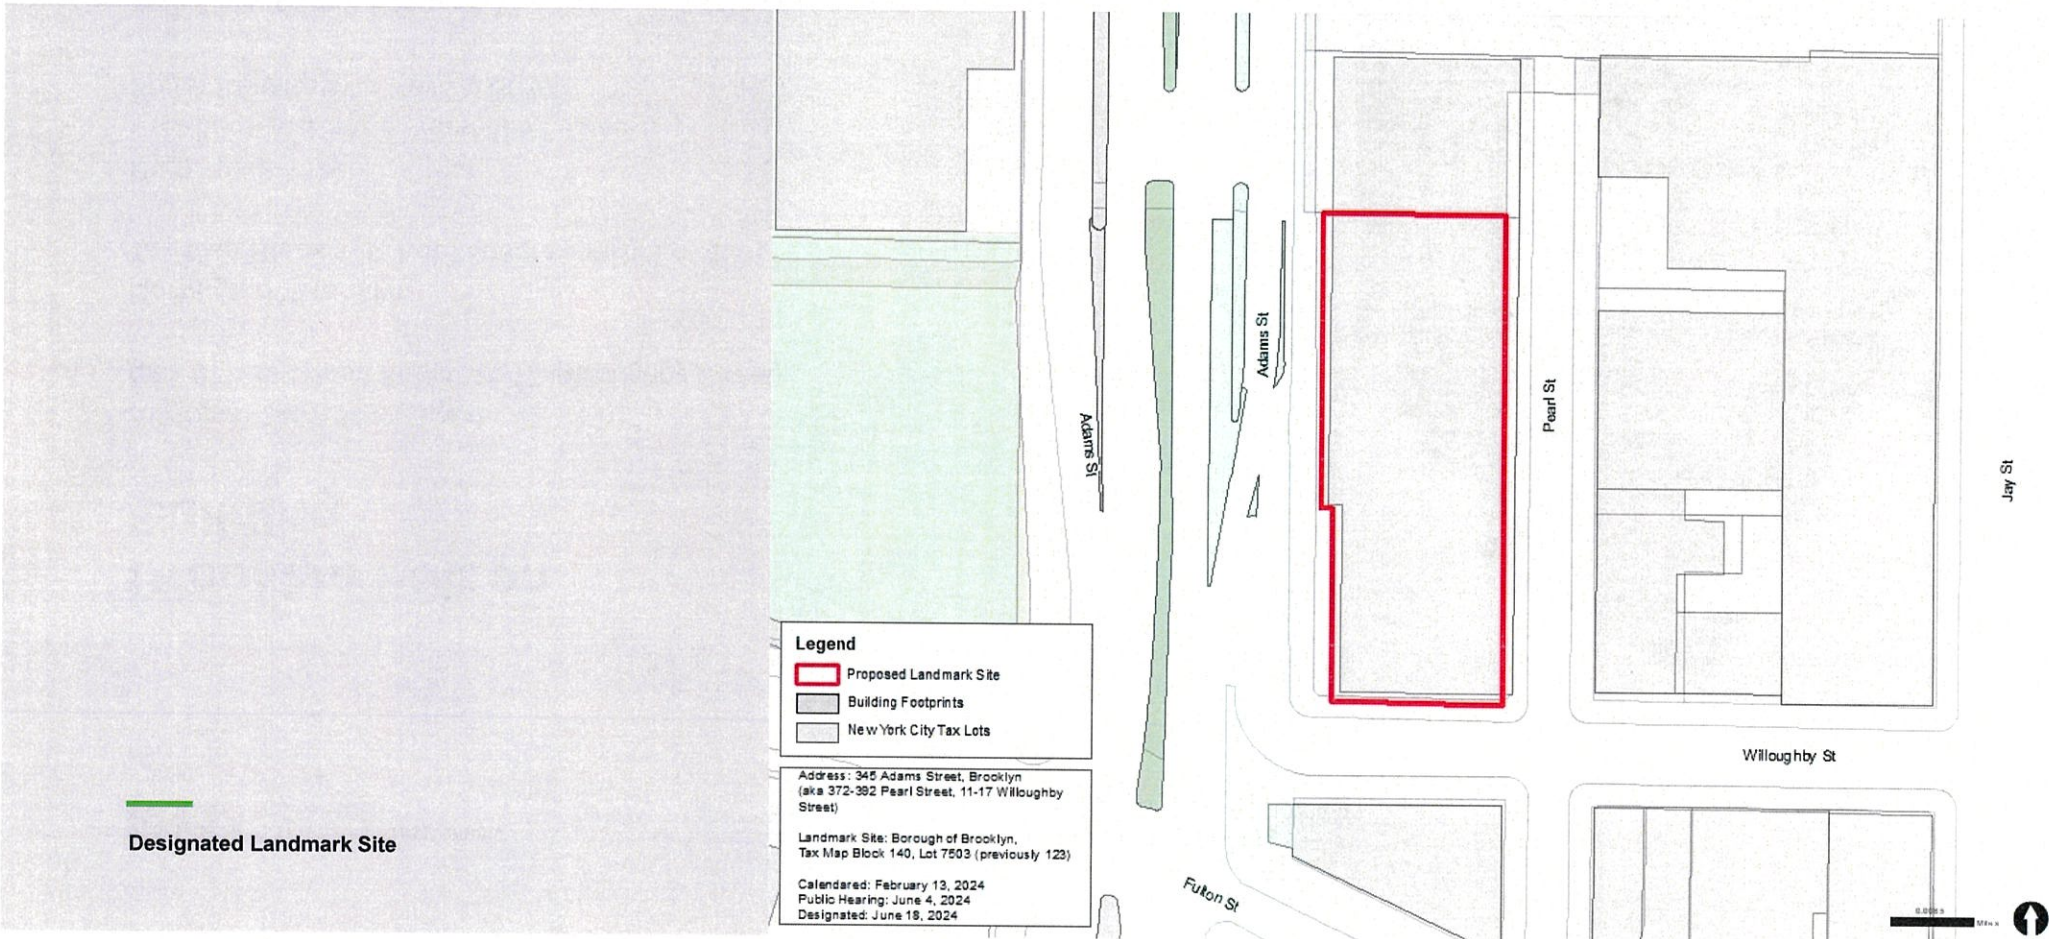 Designated Landmark Site
Adams St
Adams St
Pearl St
Jay St
Willoughby St
Fulton St
Legend
Proposed Landmark Site
Building Footprints
New York City Tax Lots
Address: 345 Adams Street, Brooklyn
(aka 372-392 Pearl Street, 11-17 Willoughby
Street)
Landmark Site: Borough of Brooklyn,
Tax Map Block 140, Lot 7503 (previously 123)
Calendared: February 13, 2024
Public Hearing: June 4, 2024
Designated: June 18, 2024
Miles